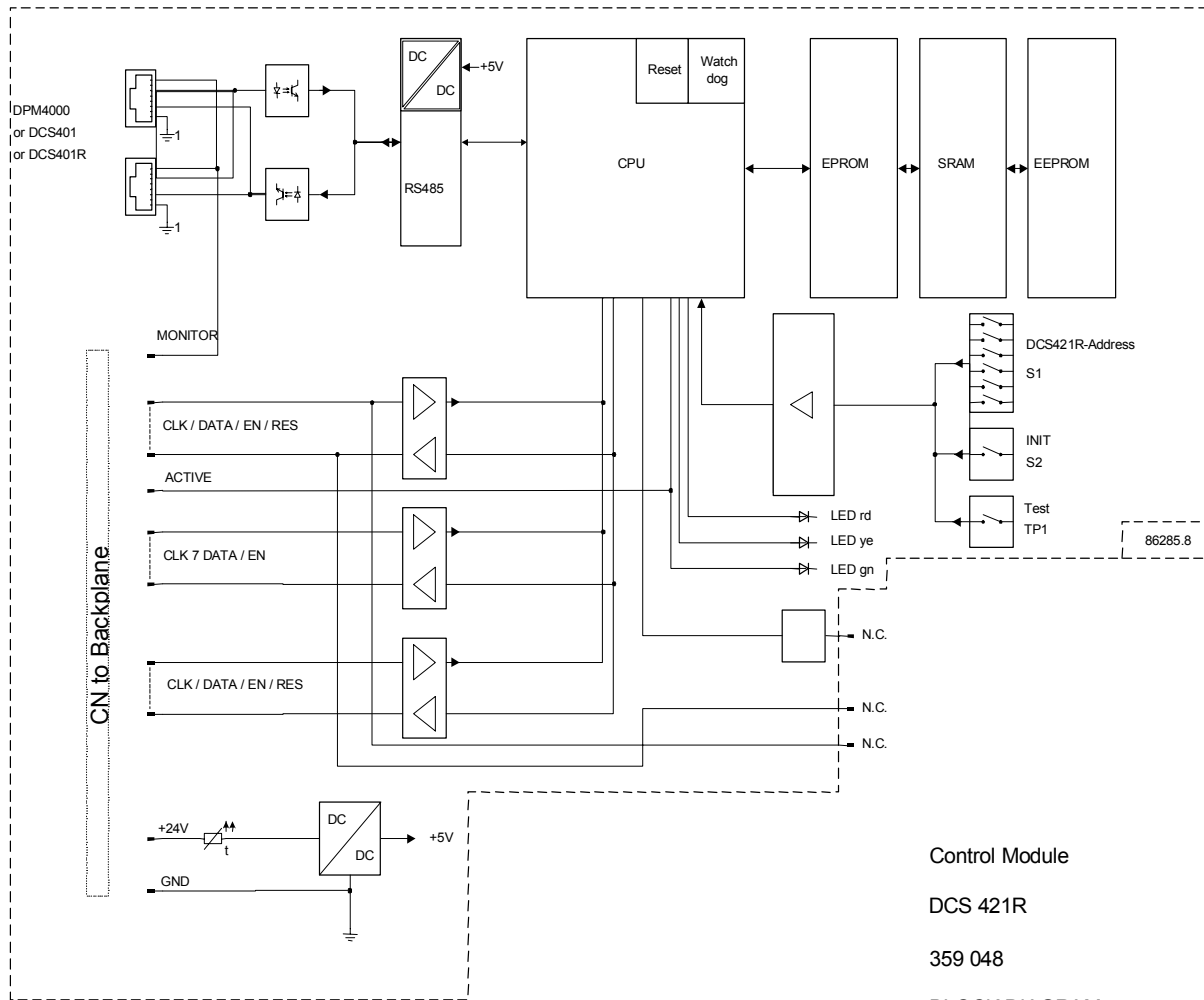 DC
DC
+5V
Reset
Watch
dog
DPM4000
or DCS401
or DCS401R
1
1
RS485
CPU
EPROM
SRAM
EEPROM
MONITOR
DCS421R-Address
S1
CLK / DATA / EN / RES
INIT
S2
ACTIVE
Test
TP1
LED rd
LED ye
LED gn
86285.8
CLK 7 DATA / EN
CN to Backplane
N.C.
CLK / DATA / EN / RES
N.C.
N.C.
+24V
t
DC
DC
+5V
GND
Control Module
DCS 421R
359 048